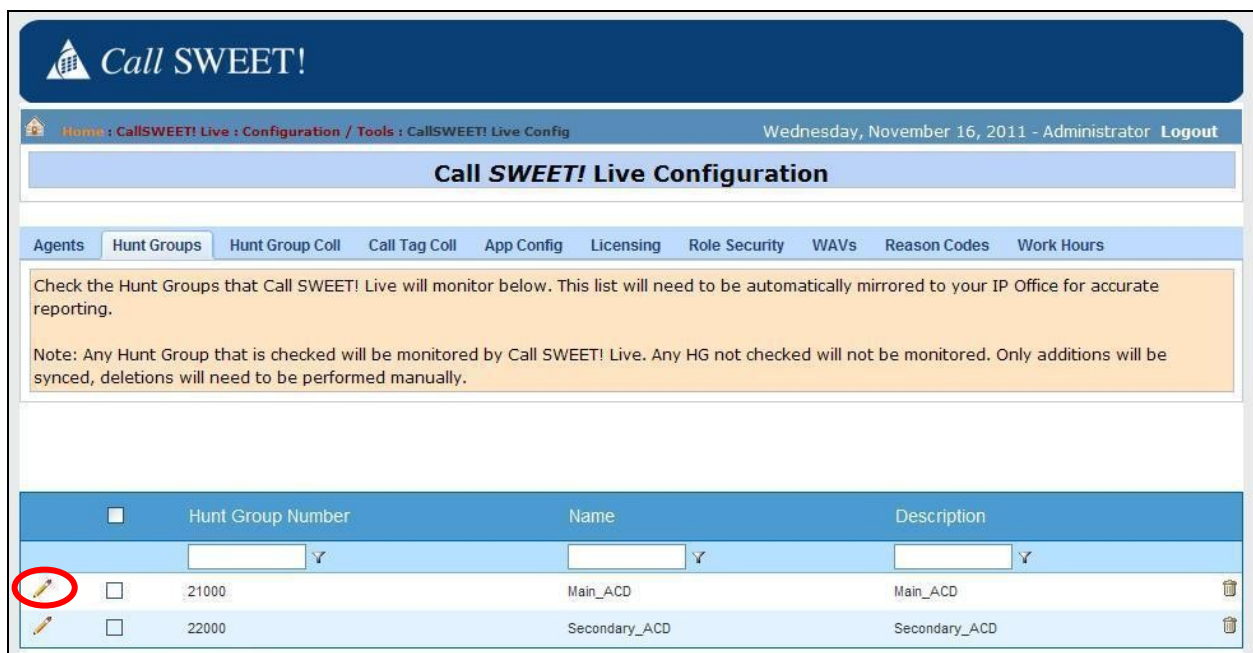 Call SWEET!
Home : CallSWEET! Live : Configuration / Tools : CallSWEET! Live Config Wednesday, November 16, 2011 - Administrator Logout
Call SWEET! Live Configuration
Agents Hunt Groups Hunt Group Coll Call Tag Coll App Config Licensing Role Security WAVs Reason Codes Work Hours
Check the Hunt Groups that Call SWEET! Live will monitor below. This list will need to be automatically mirrored to your IP Office for accurate
reporting.
Note: Any Hunt Group that is checked will be monitored by Call SWEET! Live. Any HG not checked will not be monitored. Only additions will be
synced, deletions will need to be performed manually.
Hunt Group Number Name Description
21000 Main_ACD Main_ACD
22000 Secondary_ACD Secondary_ACD